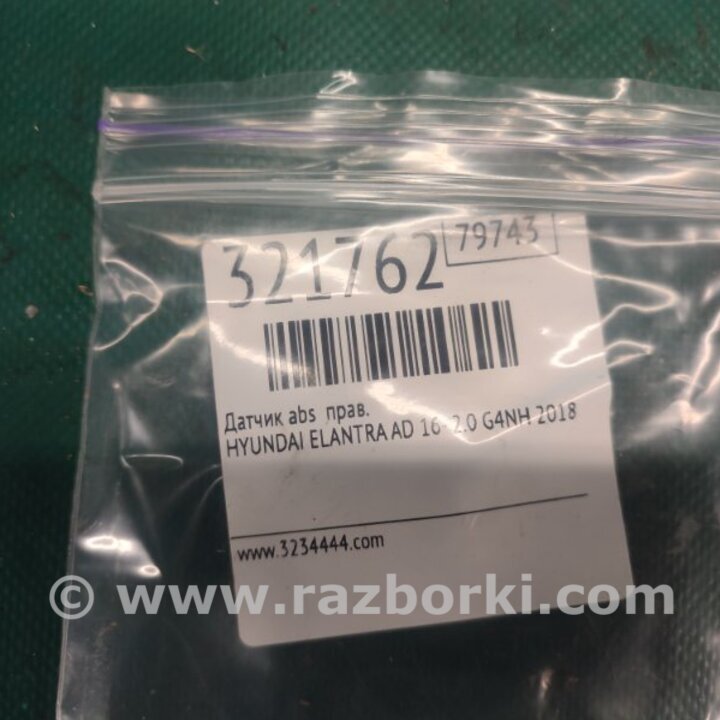 321762 79743
Датчик abs прав.
HYUNDAI ELANTRA AD 16- 2.0 G4NH 2018
www.3234444.com
© www.razborki.com